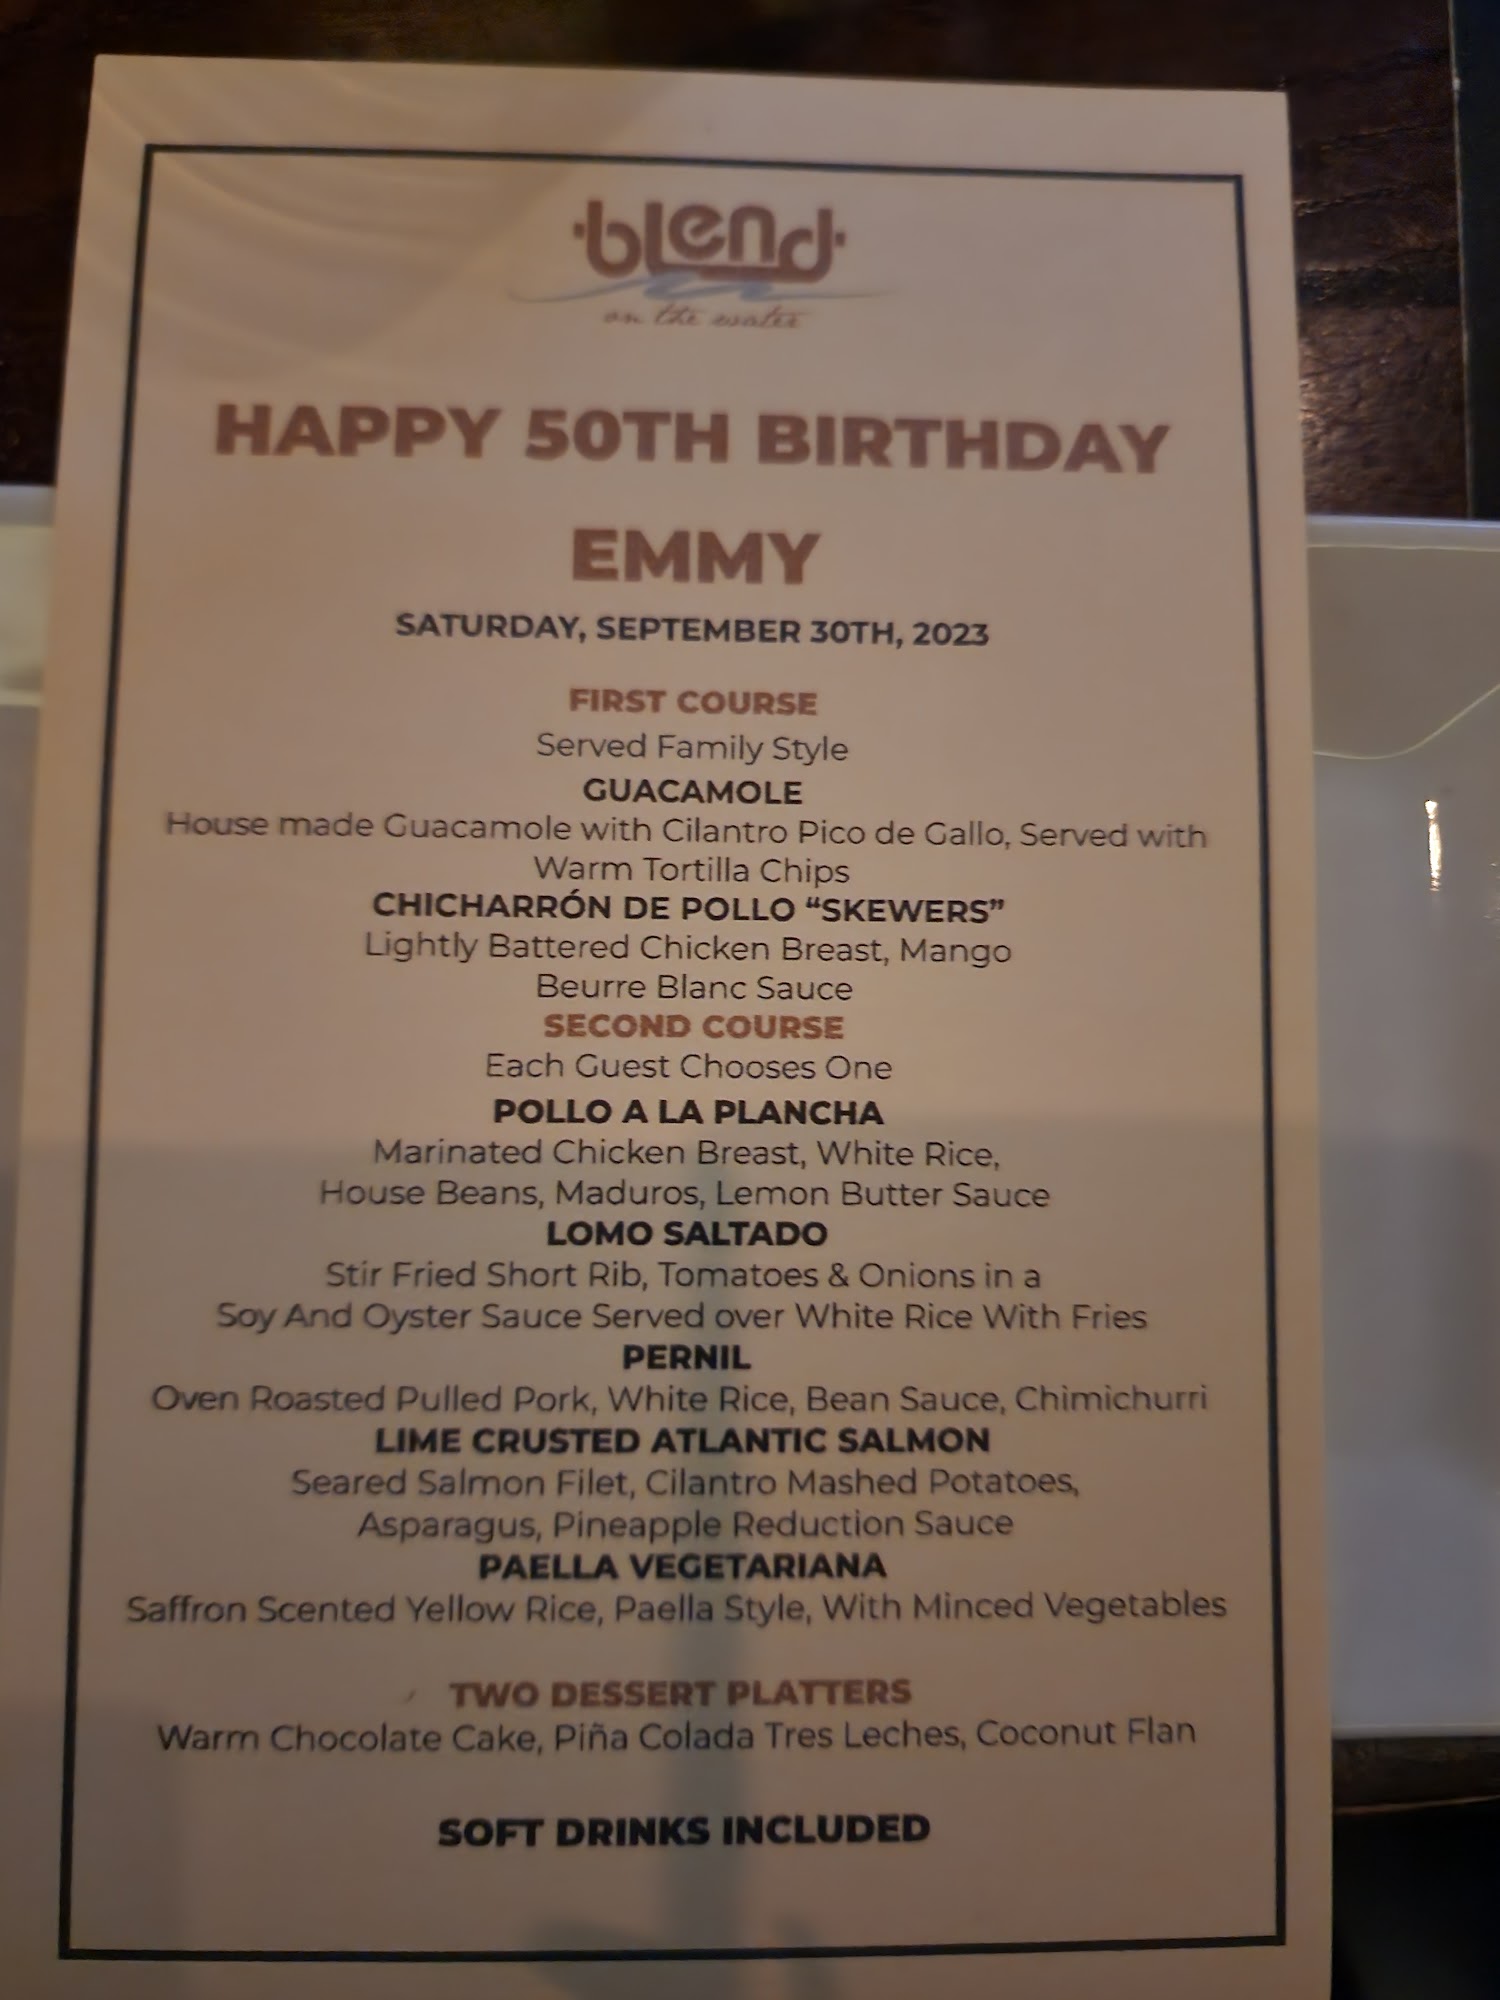 ·blend·
on the water
HAPPY 50TH BIRTHDAY
EMMY
SATURDAY, SEPTEMBER 30TH, 2023
FIRST COURSE
Served Family Style
GUACAMOLE
House made Guacamole with Cilantro Pico de Gallo, Served with
Warm Tortilla Chips
CHICHARRÓN DE POLLO “SKEWERS”
Lightly Battered Chicken Breast, Mango
Beurre Blanc Sauce
SECOND COURSE
Each Guest Chooses One
POLLO A LA PLANCHA
Marinated Chicken Breast, White Rice,
House Beans, Maduros, Lemon Butter Sauce
LOMO SALTADO
Stir Fried Short Rib, Tomatoes & Onions in a
Soy And Oyster Sauce Served over White Rice With Fries
PERNIL
Oven Roasted Pulled Pork, White Rice, Bean Sauce, Chimichurri
LIME CRUSTED ATLANTIC SALMON
Seared Salmon Filet, Cilantro Mashed Potatoes,
Asparagus, Pineapple Reduction Sauce
PAELLA VEGETARIANA
Saffron Scented Yellow Rice, Paella Style, With Minced Vegetables
TWO DESSERT PLATTERS
Warm Chocolate Cake, Piña Colada Tres Leches, Coconut Flan
SOFT DRINKS INCLUDED